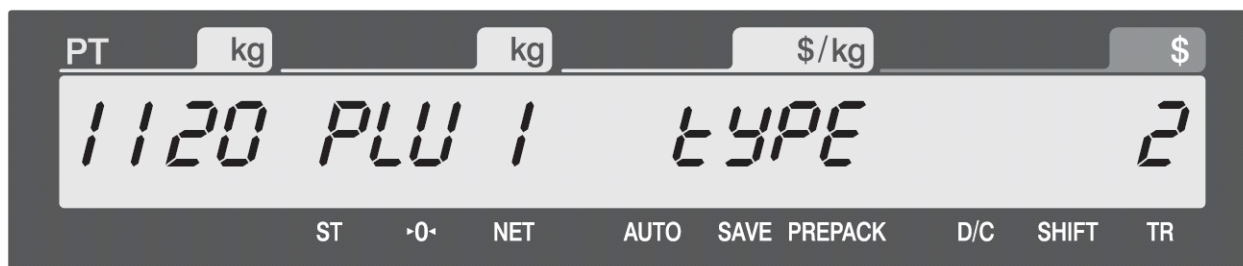 PT kg kg $/kg $
1120 PLU 1 tYPE 2
ST ▸0◂ NET AUTO SAVE PREPACK D/C SHIFT TR